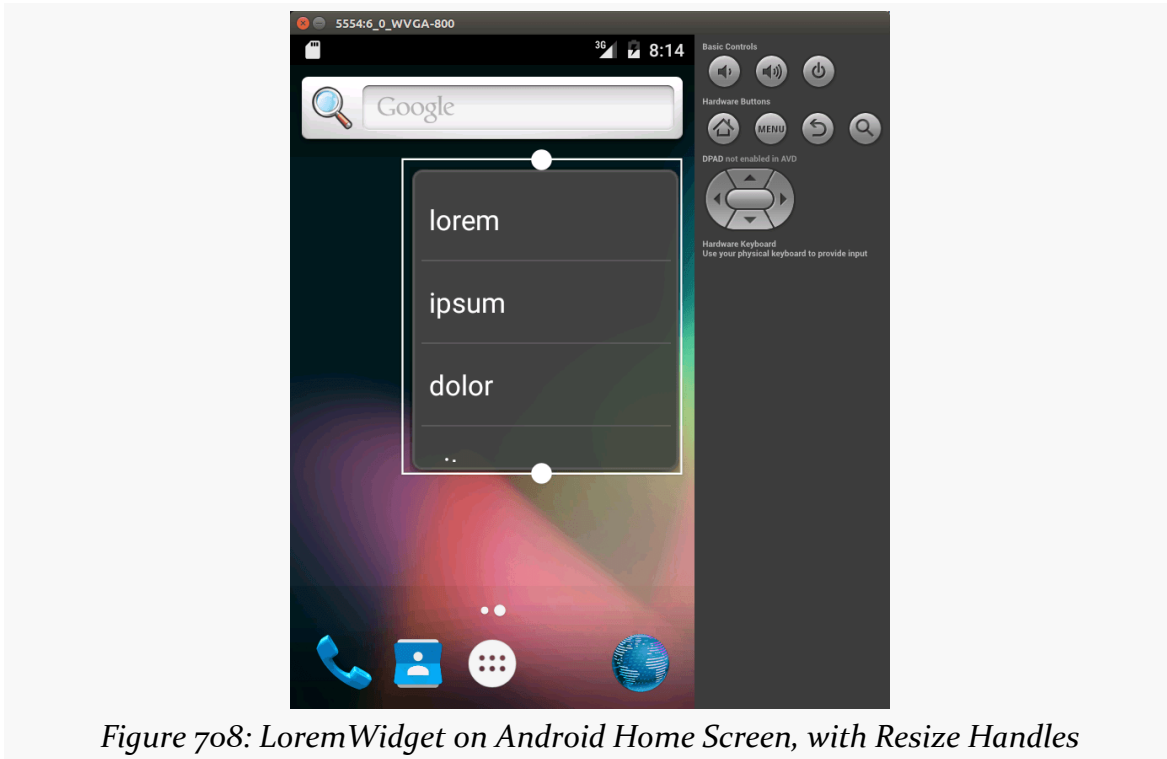 5554:6_0_WVGA-800
3G 8:14
Google
lorem
ipsum
dolor
Basic Controls
Hardware Buttons
MENU
DPAD not enabled in AVD
Hardware Keyboard
Use your physical keyboard to provide input
Figure 708: LoremWidget on Android Home Screen, with Resize Handles